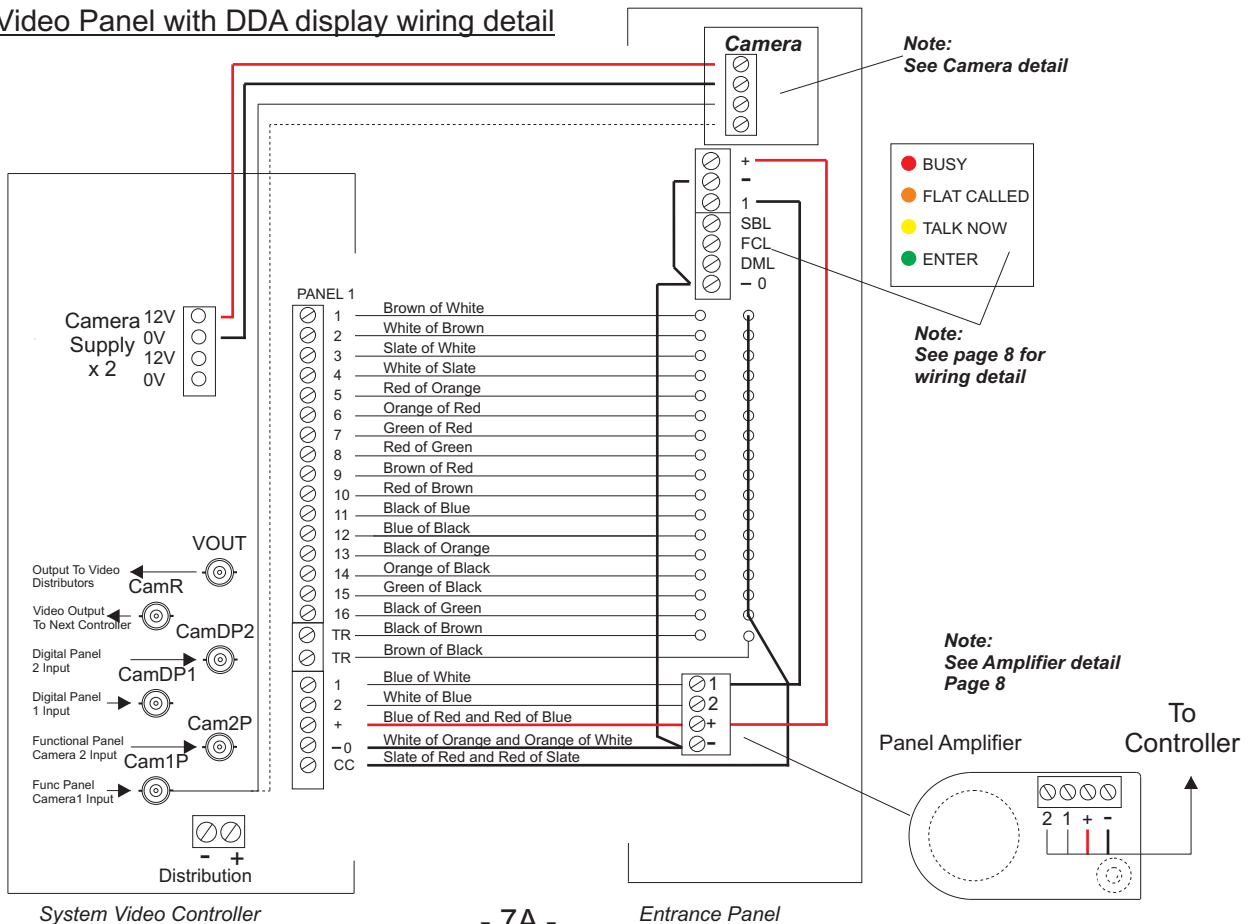 Video Panel with DDA display wiring detail
Camera
Note:
See Camera detail
BUSY
FLAT CALLED
TALK NOW
ENTER
+
-
1
SBL
FCL
DML
- 0
Note:
See page 8 for
wiring detail
Camera
Supply
x 2
12V
0V
12V
0V
PANEL 1
1 Brown of White
2 White of Brown
3 Slate of White
4 White of Slate
5 Red of Orange
6 Orange of Red
7 Green of Red
8 Red of Green
9 Brown of Red
10 Red of Brown
11 Black of Blue
12 Blue of Black
13 Black of Orange
14 Orange of Black
15 Green of Black
16 Black of Green
TR Black of Brown
TR Brown of Black
1 Blue of White
2 White of Blue
+ Blue of Red and Red of Blue
-0 White of Orange and Orange of White
CC Slate of Red and Red of Slate
1
2
+
-
VOUT
Output To Video
Distributors
CamR
Video Output
To Next Controller
CamDP2
Digital Panel
2 Input
CamDP1
Digital Panel
1 Input
Cam2P
Functional Panel
Camera 2 Input
Cam1P
Func Panel
Camera1 Input
- +
Distribution
Note:
See Amplifier detail
Page 8
Panel Amplifier
To
Controller
2 1 + -
System Video Controller
- 7A -
Entrance Panel